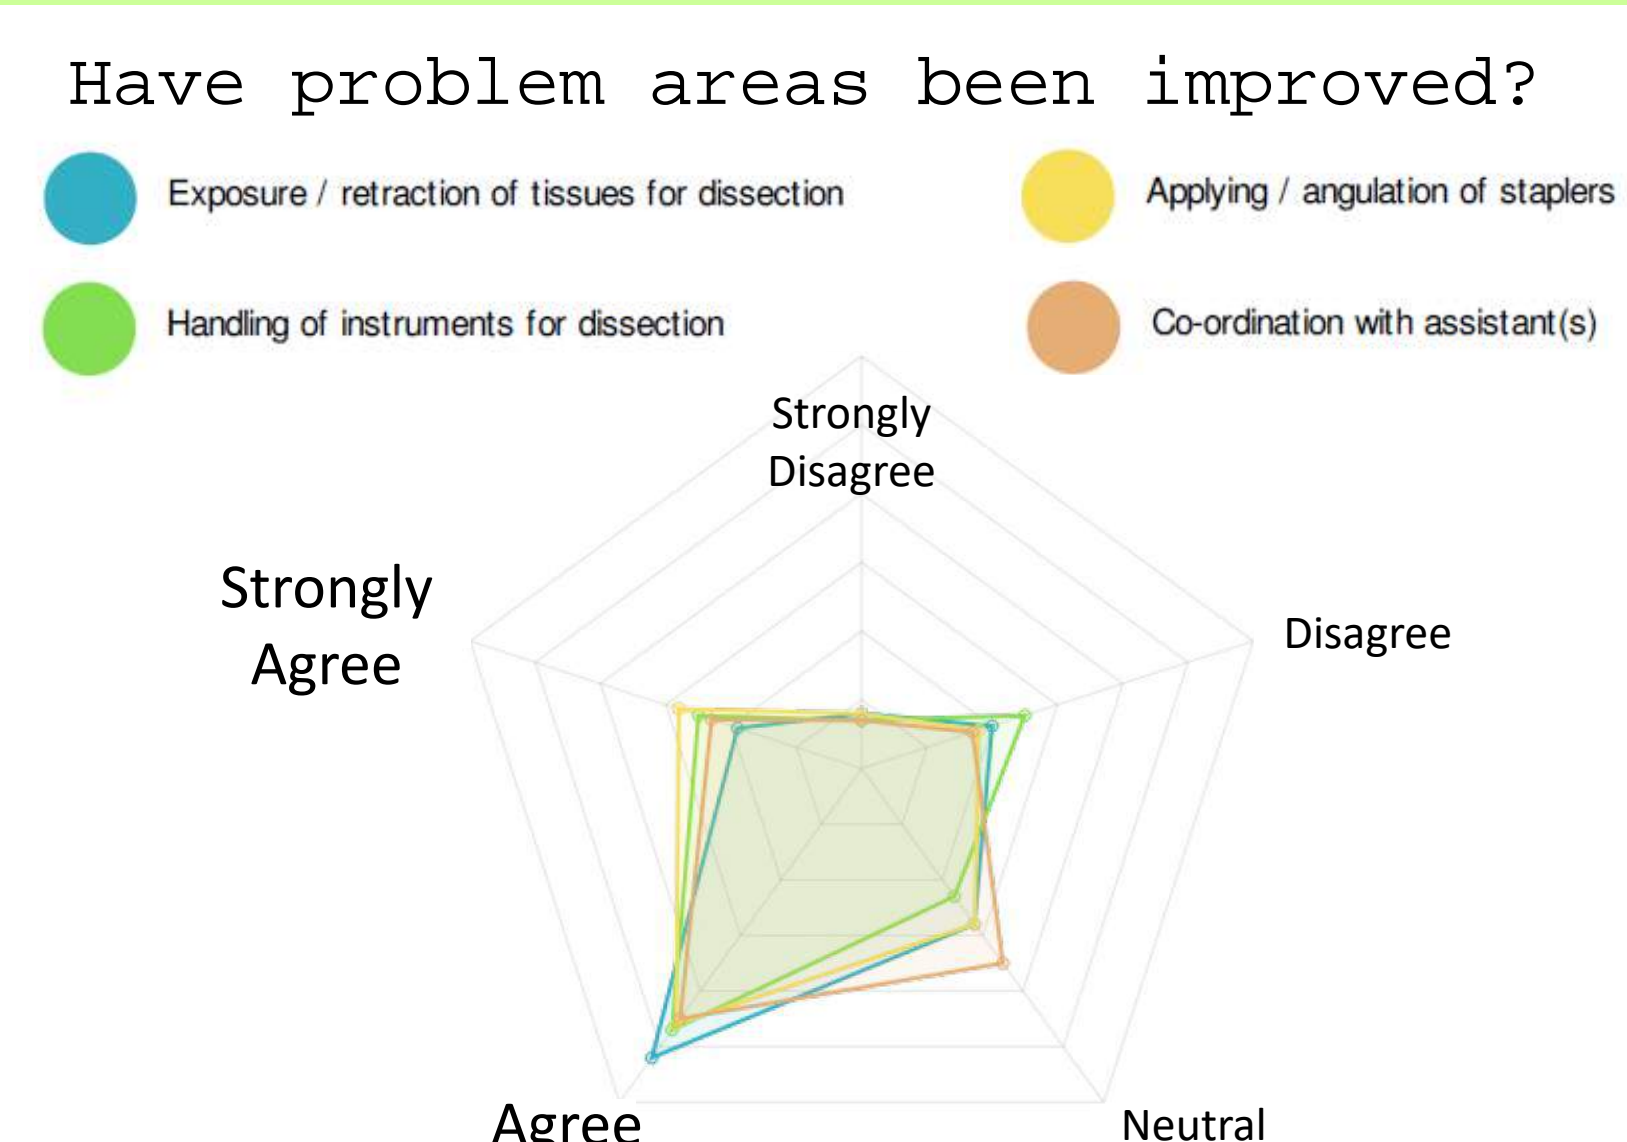 Have problem areas been improved?
Exposure / retraction of tissues for dissection
Applying / angulation of staplers
Handling of instruments for dissection
Co-ordination with assistant(s)
Strongly
Disagree
Strongly
Agree
Disagree
Agree
Neutral